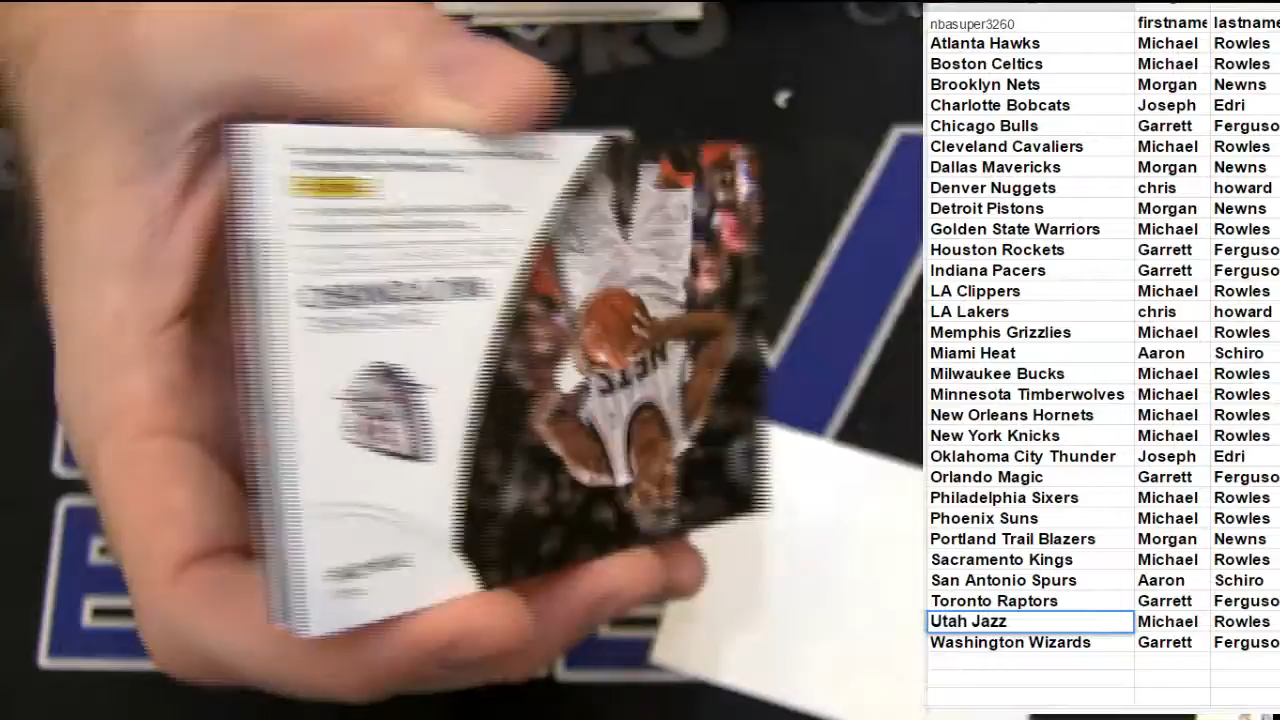 nbasuper3260 firstname lastname
Atlanta Hawks Michael Rowles
Boston Celtics Michael Rowles
Brooklyn Nets Morgan Newns
Charlotte Bobcats Joseph Edri
Chicago Bulls Garrett Ferguso
Cleveland Cavaliers Michael Rowles
Dallas Mavericks Morgan Newns
Denver Nuggets chris howard
Detroit Pistons Morgan Newns
Golden State Warriors Michael Rowles
Houston Rockets Garrett Ferguso
Indiana Pacers Garrett Ferguso
LA Clippers Michael Rowles
LA Lakers chris howard
Memphis Grizzlies Michael Rowles
Miami Heat Aaron Schiro
Milwaukee Bucks Michael Rowles
Minnesota Timberwolves Michael Rowles
New Orleans Hornets Michael Rowles
New York Knicks Michael Rowles
Oklahoma City Thunder Joseph Edri
Orlando Magic Garrett Ferguso
Philadelphia Sixers Michael Rowles
Phoenix Suns Michael Rowles
Portland Trail Blazers Morgan Newns
Sacramento Kings Michael Rowles
San Antonio Spurs Aaron Schiro
Toronto Raptors Garrett Ferguso
Utah Jazz Michael Rowles
Washington Wizards Garrett Ferguso
NETS